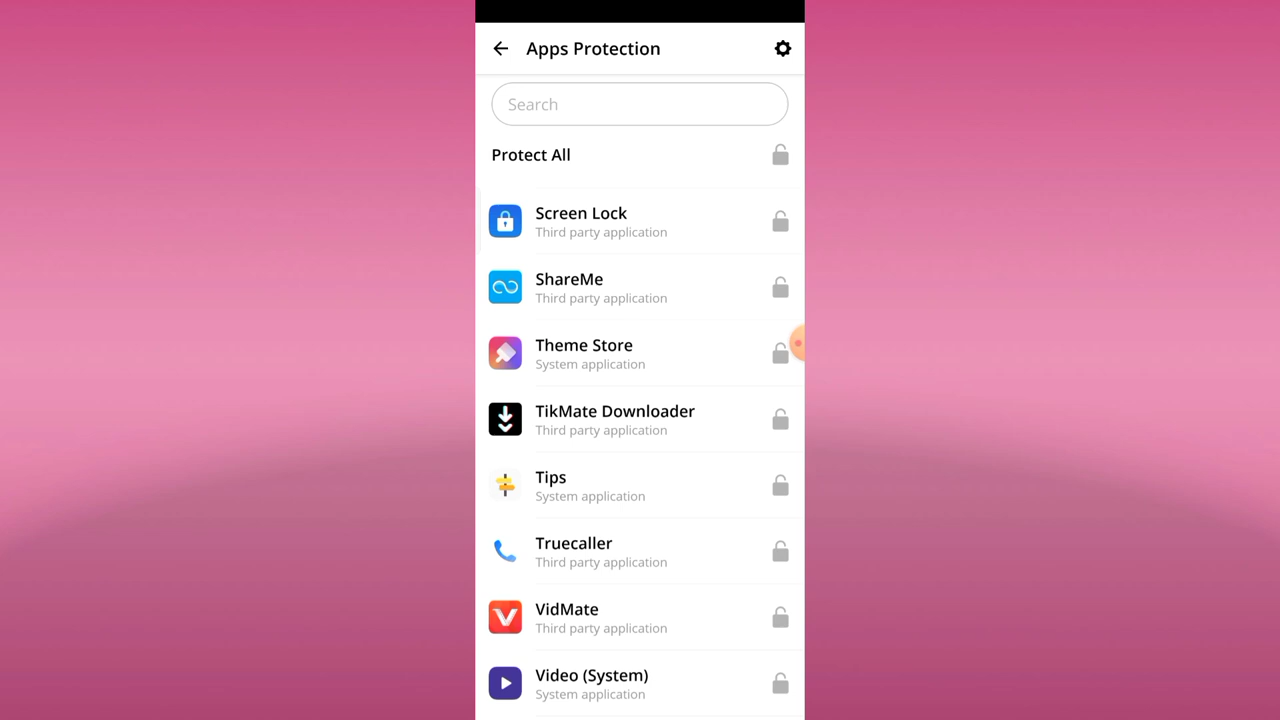 Apps Protection
Search
Protect All
Screen Lock
Third party application
ShareMe
Third party application
Theme Store
System application
TikMate Downloader
Third party application
Tips
System application
Truecaller
Third party application
VidMate
Third party application
Video (System)
System application